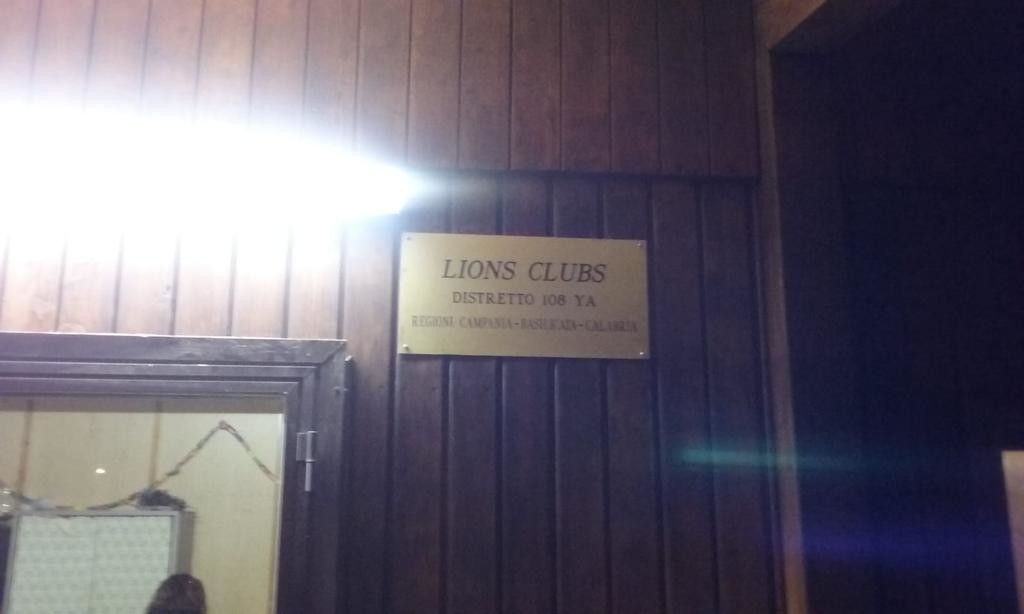 LIONS CLUBS
DISTRETTO 108 YA
REGIONI CAMPANIA-BASILICATA-CALABRIA